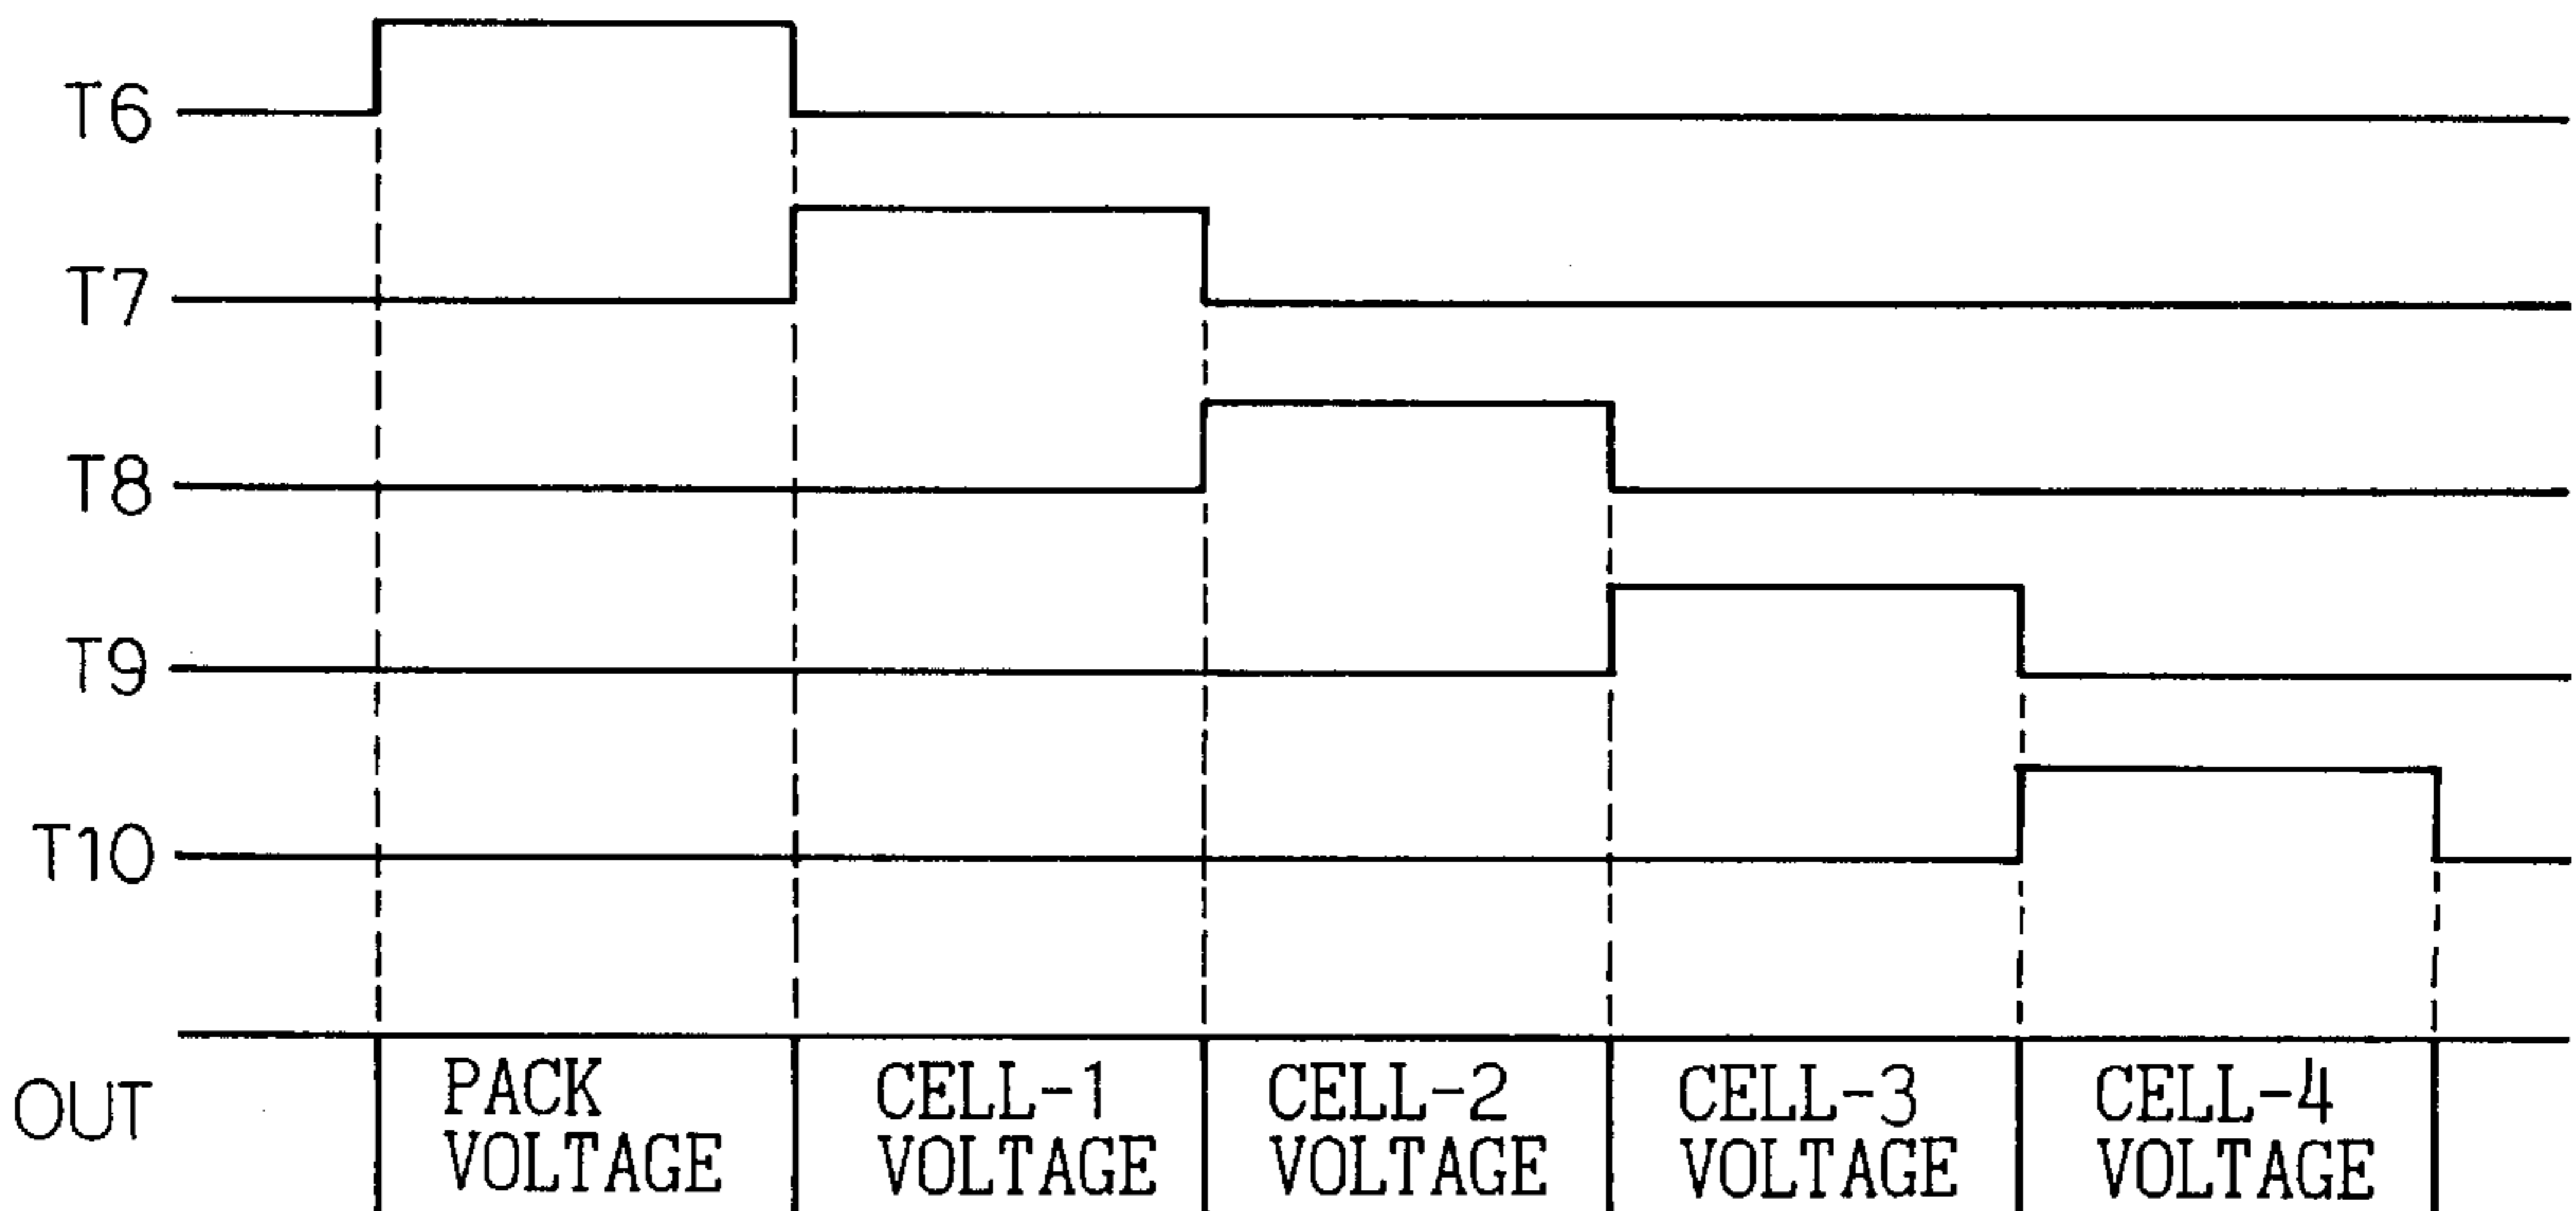 T6
T7
T8
T9
T10
OUT
PACK
VOLTAGE
CELL-1
VOLTAGE
CELL-2
VOLTAGE
CELL-3
VOLTAGE
CELL-4
VOLTAGE